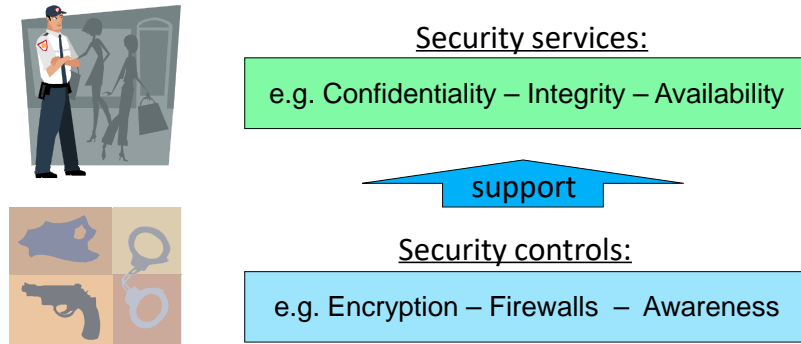 Security services:
e.g. Confidentiality – Integrity – Availability
support
Security controls:
e.g. Encryption – Firewalls – Awareness